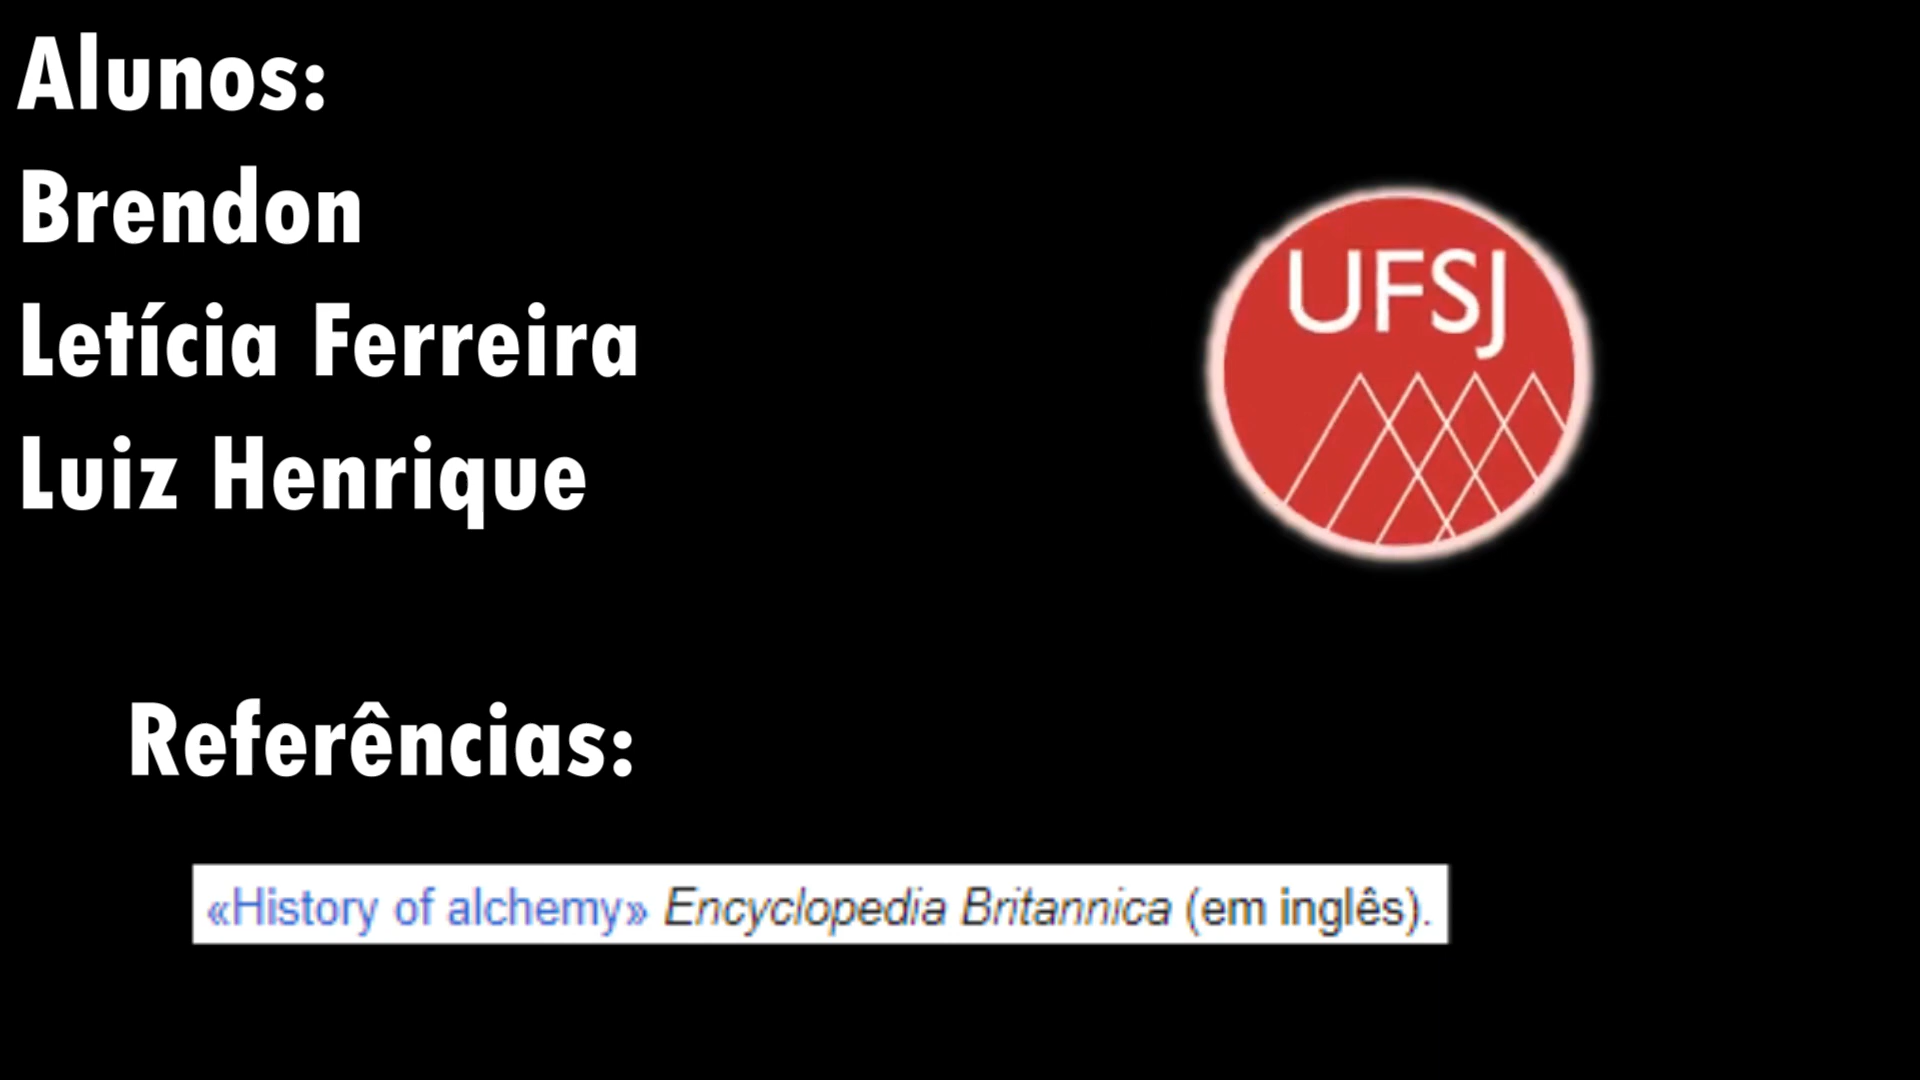 Alunos:
Brendon
Letícia Ferreira
Luiz Henrique
UFSJ
Referências:
«History of alchemy» Encyclopedia Britannica (em inglês).